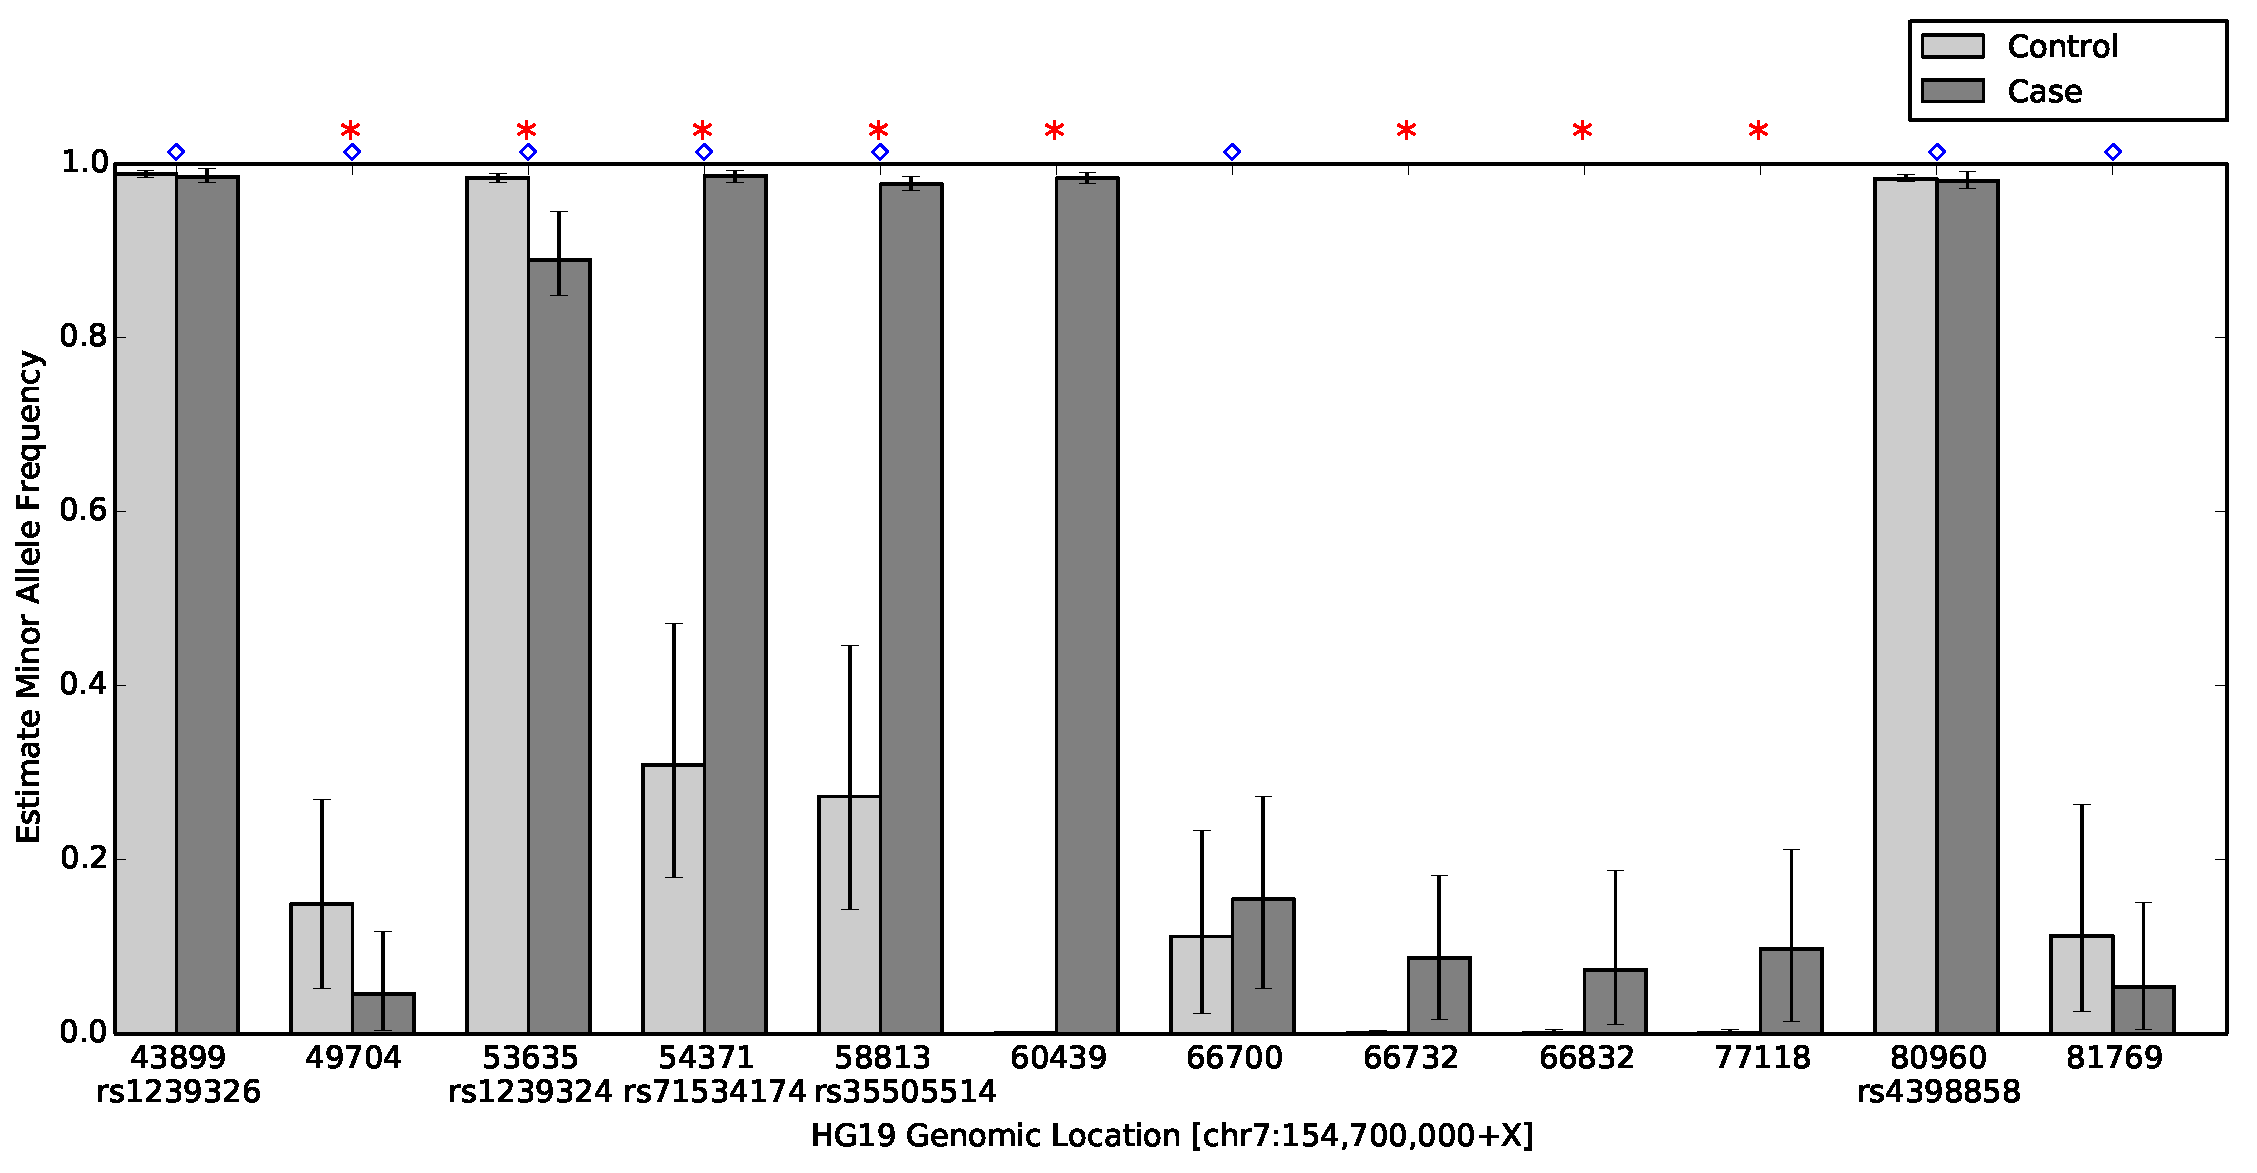 Control
Case
* * * * * * * *
1.0
0.8
0.6
0.4
0.2
0.0
Estimate Minor Allele Frequency
43899 49704 53635 54371 58813 60439 66700 66732 66832 77118 80960 81769
rs1239326 rs1239324 rs71534174 rs35505514 rs4398858
HG19 Genomic Location [chr7:154,700,000+X]